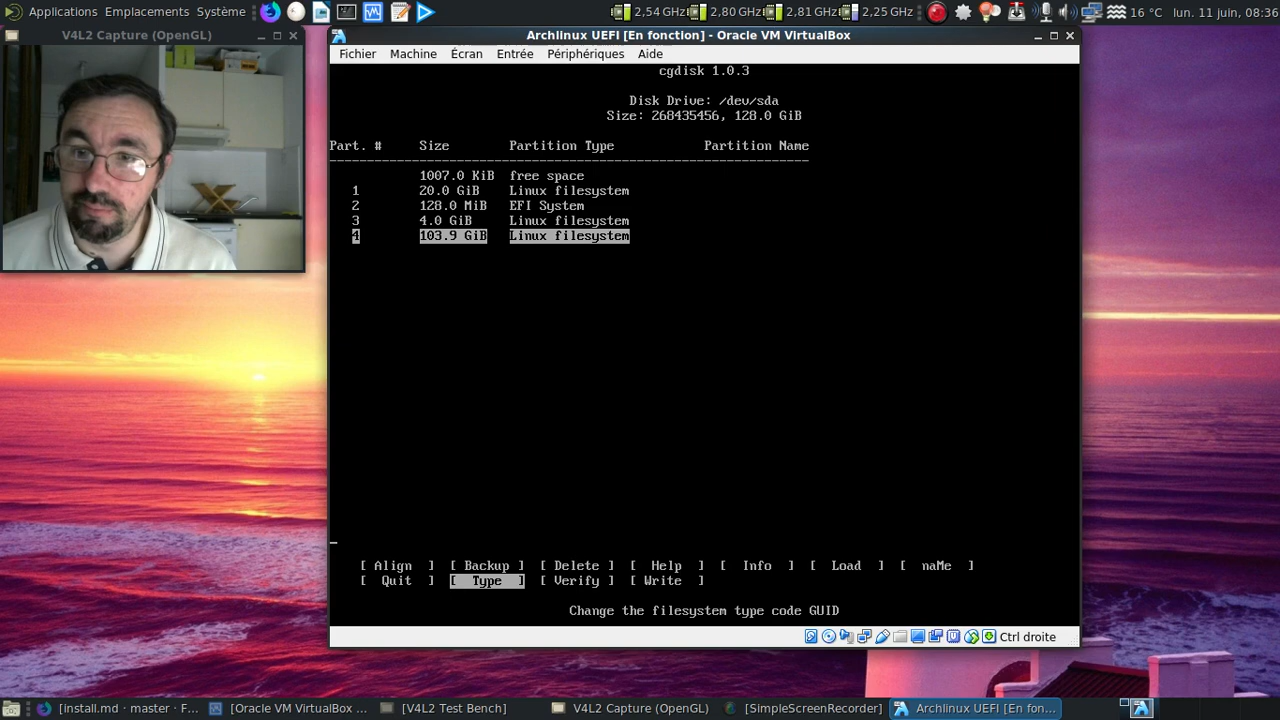 Applications Emplacements Système
2,54 GHz 2,80 GHz 2,81 GHz 2,25 GHz 16 °C lun. 11 juin, 08:36
V4L2 Capture (OpenGL)
Archlinux UEFI [En fonction] - Oracle VM VirtualBox
Fichier Machine Écran Entrée Périphériques Aide
cgdisk 1.0.3
Disk Drive: /dev/sda
Size: 268435456, 128.0 GiB
Part. # Size Partition Type Partition Name
----------------------------------------------------------------
1007.0 KiB free space
1 20.0 GiB Linux filesystem
2 128.0 MiB EFI System
3 4.0 GiB Linux filesystem
4 103.9 GiB Linux filesystem
[ Align ] [ Backup ] [ Delete ] [ Help ] [ Info ] [ Load ] [ naMe ]
[ Quit ] [ Type ] [ Verify ] [ Write ]
Change the filesystem type code GUID
Ctrl droite
[install.md · master · F... [Oracle VM VirtualBox ... [V4L2 Test Bench] V4L2 Capture (OpenGL) [SimpleScreenRecorder] Archlinux UEFI [En fon...